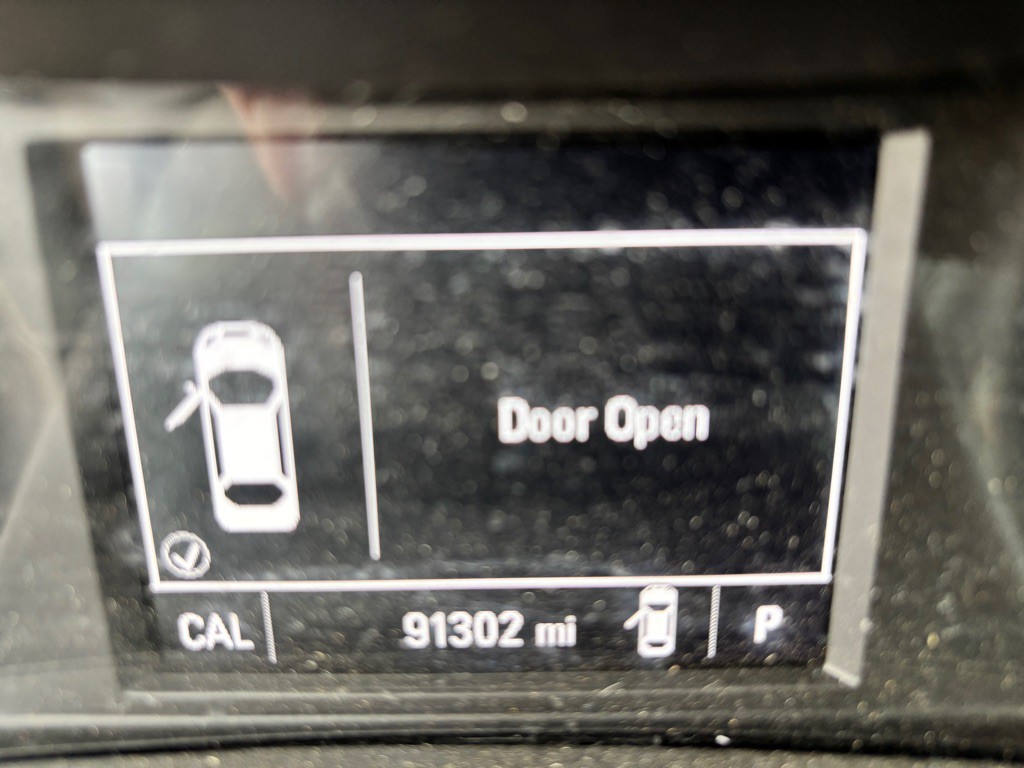 Door Open
CAL 91302 mi P